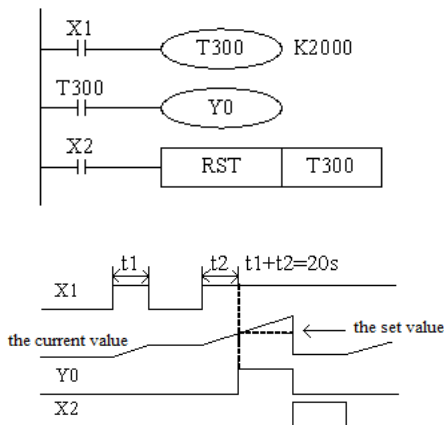 X1
T300 K2000
T300
Y0
X2
RST T300
t1 t2 t1+t2=20s
X1
the current value the set value
Y0
X2